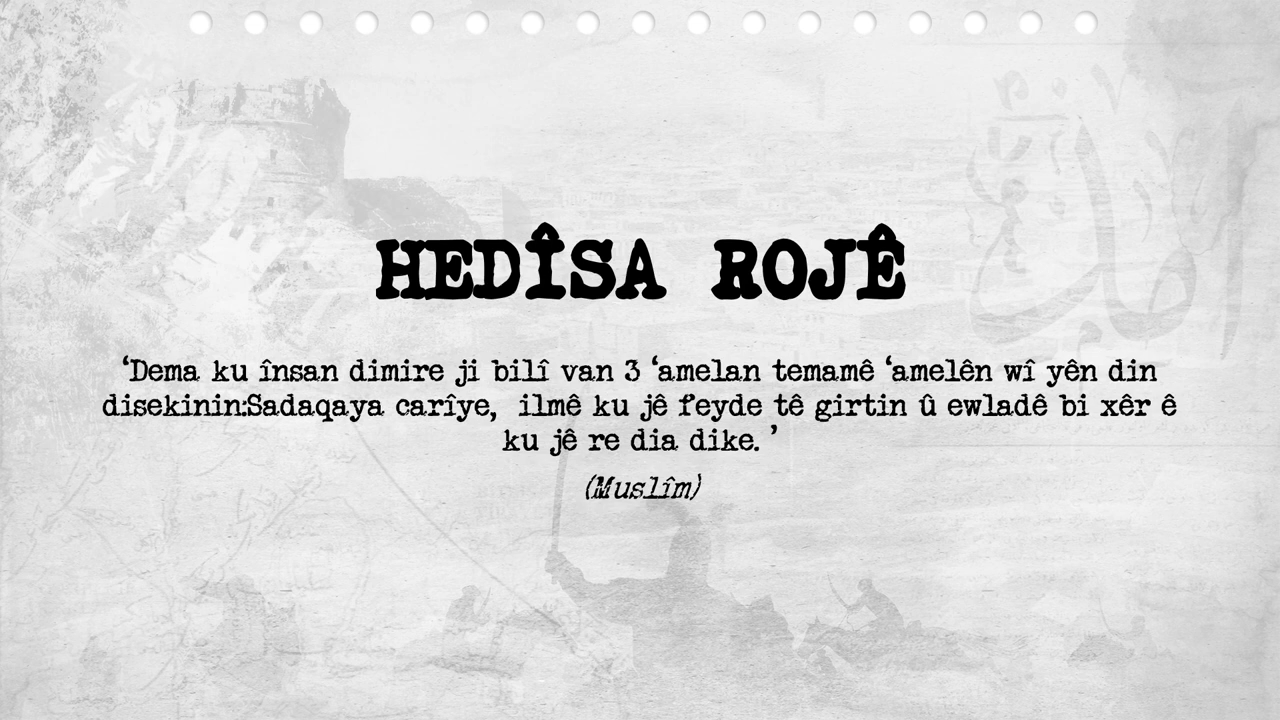 HEDÎSA ROJÊ
‘Dema ku însan dimire ji bilî van 3 ‘amelan temamê ‘amelên wî yên din
disekinin:Sadaqaya carîye, ilmê ku jê feyde tê girtin û ewladê bi xêr ê
ku jê re dia dike. ’
(Muslîm)